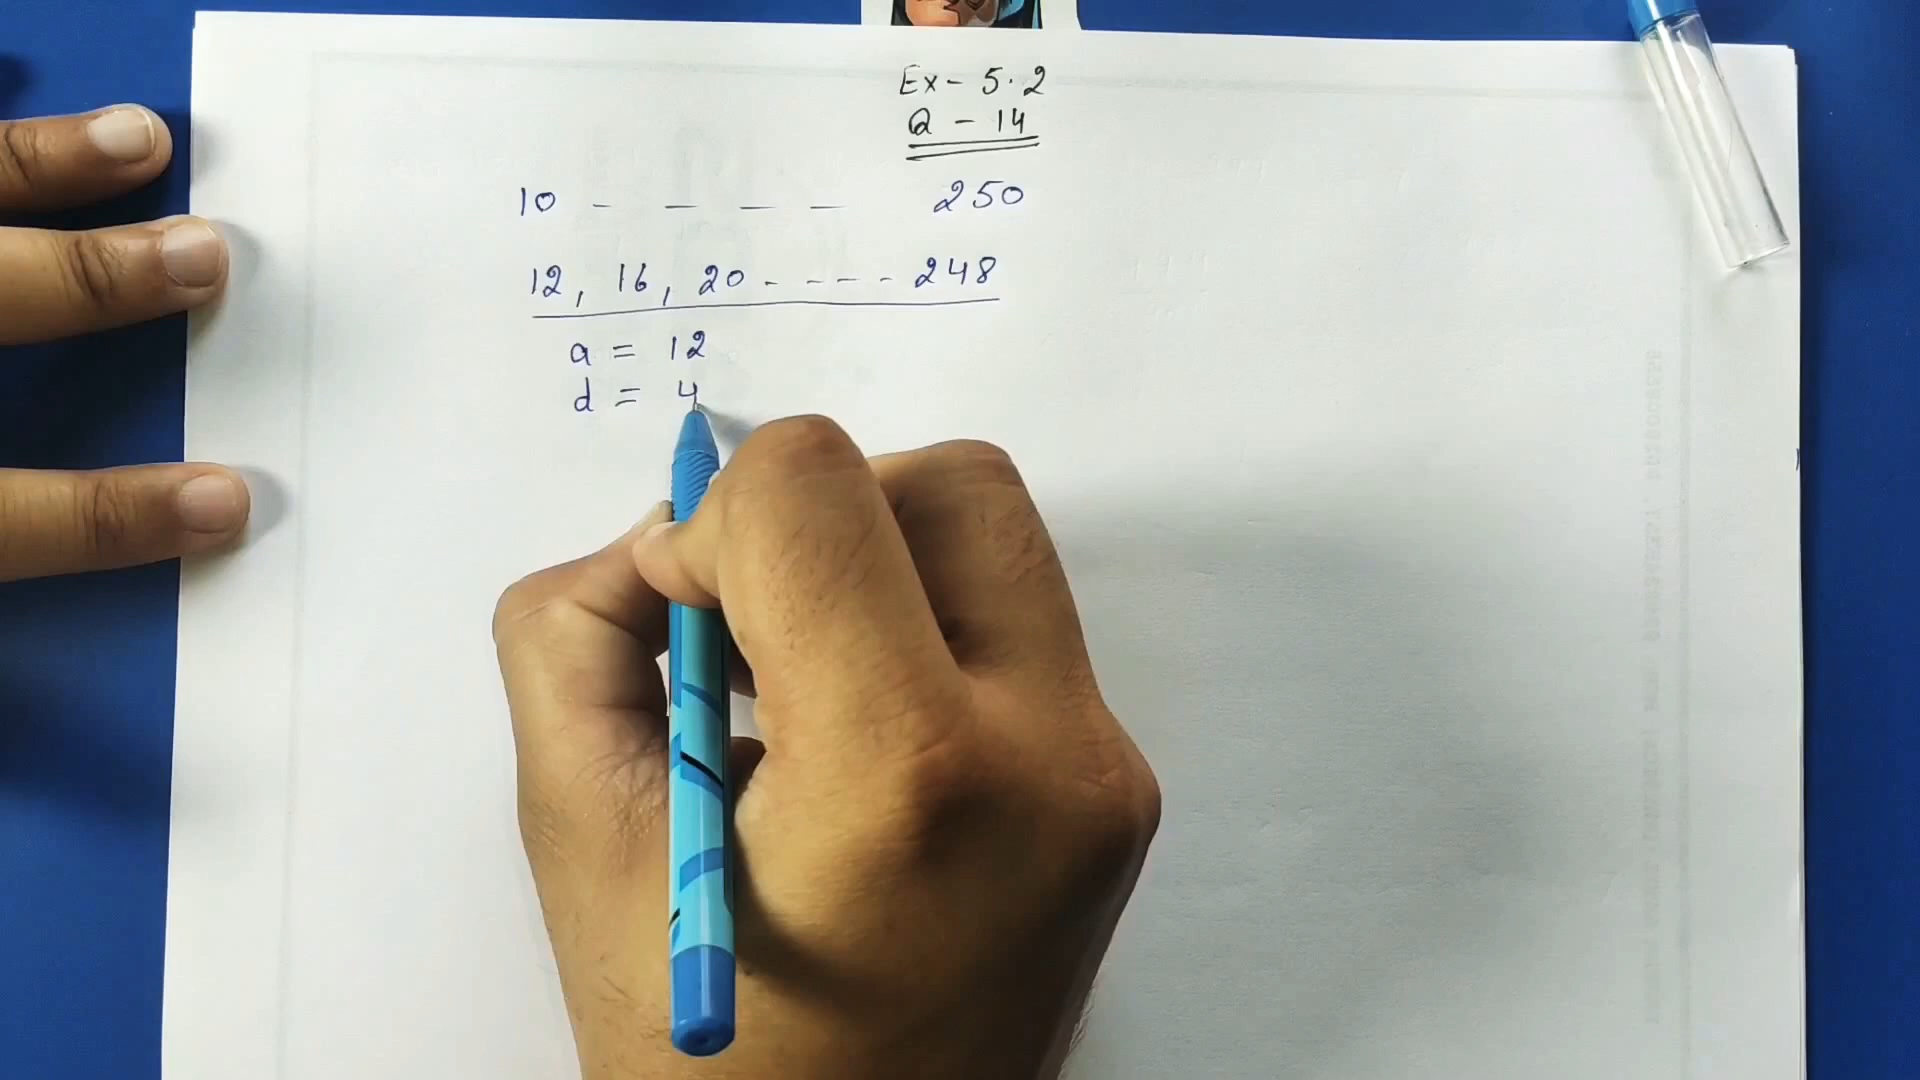 Ex - 5.2
Q - 14
10 - - - - 250
12, 16, 20 - - - - 248
a = 12
d = 4